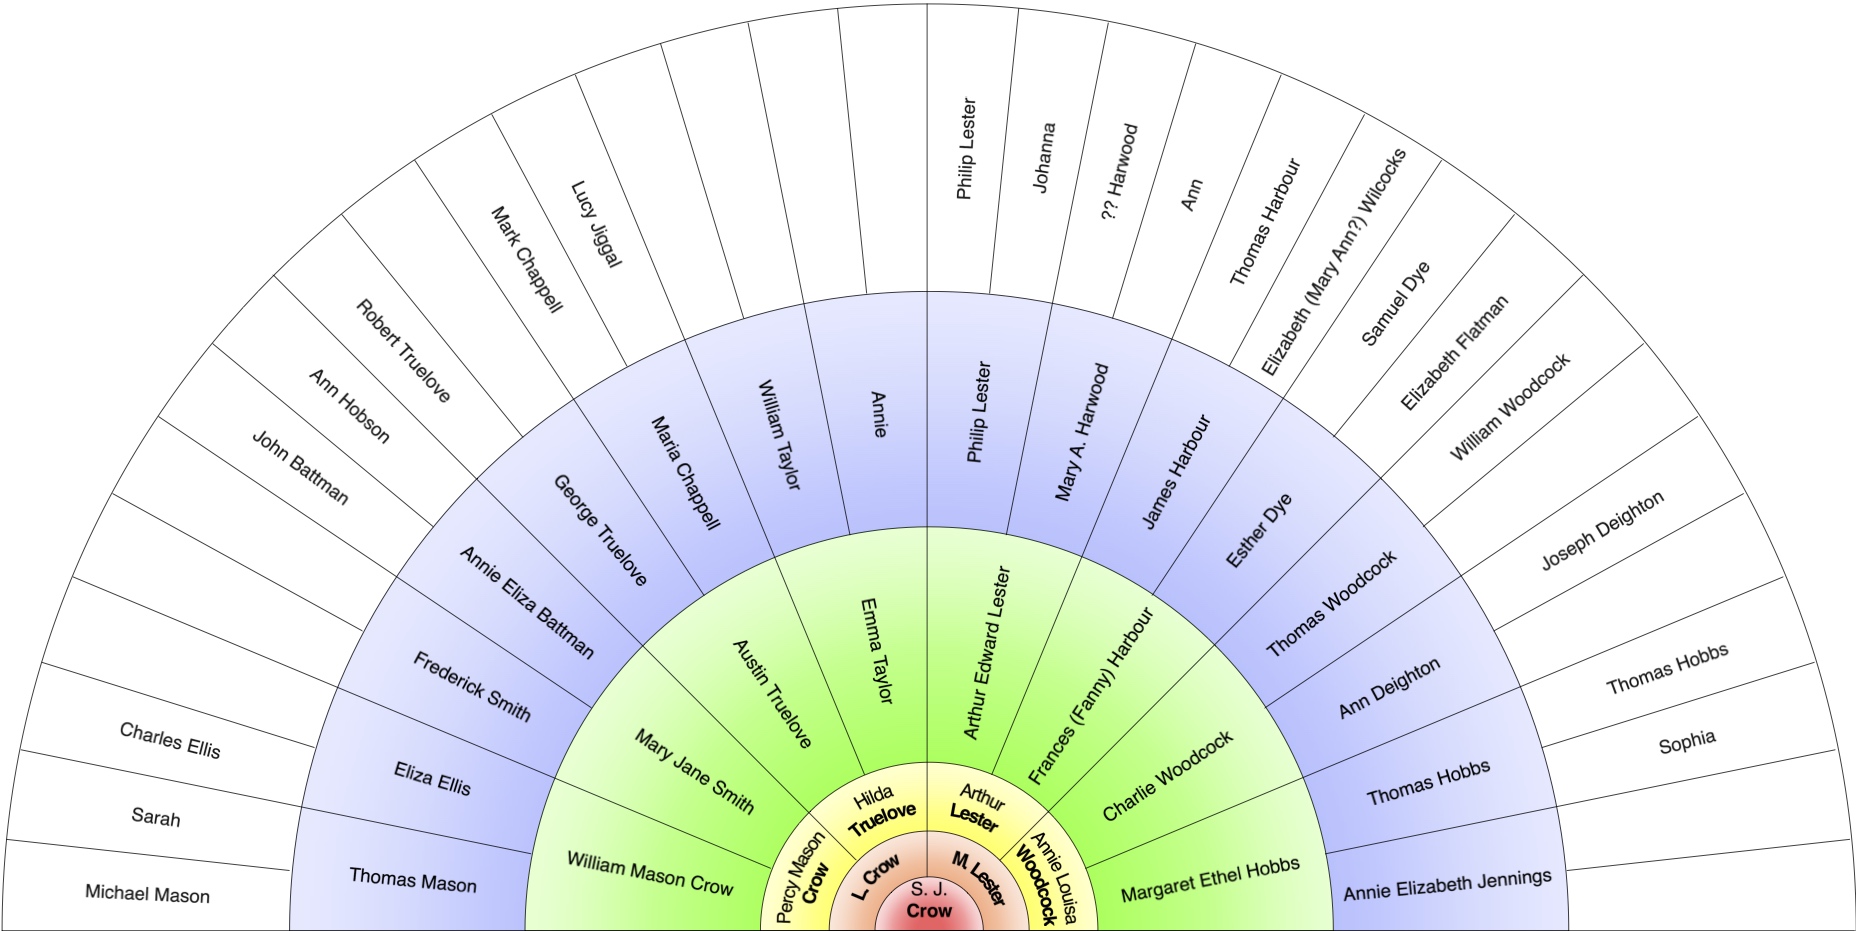 Philip Lester
Johanna
?? Harwood
Ann
Thomas Harbour
Elizabeth (Mary Ann?) Wilcocks
Samuel Dye
Elizabeth Flatman
William Woodcock
Joseph Deighton
Thomas Hobbs
Sophia
Lucy Jiggal
Mark Chappell
Robert Truelove
Ann Hobson
John Battman
Charles Ellis
Sarah
Michael Mason
Thomas Mason
Eliza Ellis
Frederick Smith
Annie Eliza Battman
George Truelove
Maria Chappell
William Taylor
Annie
Philip Lester
Mary A. Harwood
James Harbour
Esther Dye
Thomas Woodcock
Ann Deighton
Thomas Hobbs
Annie Elizabeth Jennings
William Mason Crow
Mary Jane Smith
Austin Truelove
Emma Taylor
Arthur Edward Lester
Frances (Fanny) Harbour
Charlie Woodcock
Margaret Ethel Hobbs
Percy Mason
Crow
Hilda
Truelove
Arthur
Lester
Annie Louisa
Woodcock
L. Crow
M. Lester
S. J.
Crow